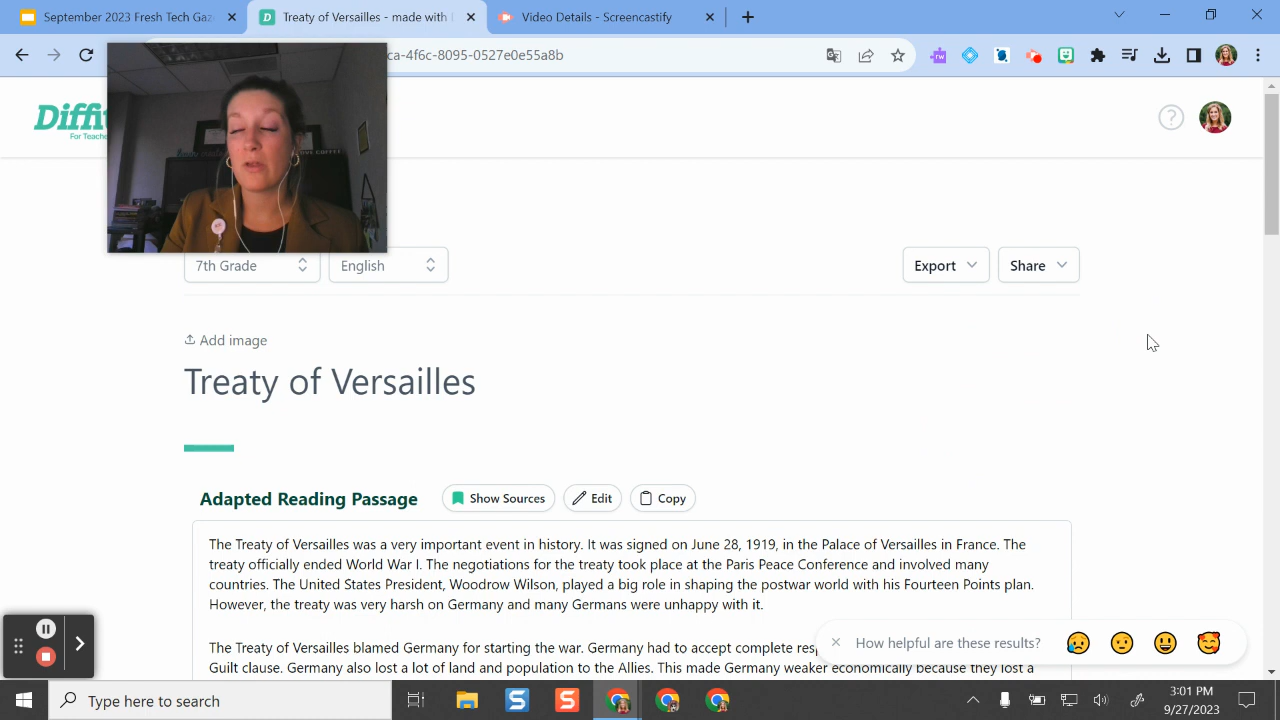 September 2023 Fresh Tech Gaz
Treaty of Versailles - made with
Video Details - Screencastify
ca-4f6c-8095-0527e0e55a8b
Diffit
For Teache
7th Grade
English
Export
Share
Add image
Treaty of Versailles
Adapted Reading Passage
Show Sources
Edit
Copy
The Treaty of Versailles was a very important event in history. It was signed on June 28, 1919, in the Palace of Versailles in France. The
treaty officially ended World War I. The negotiations for the treaty took place at the Paris Peace Conference and involved many
countries. The United States President, Woodrow Wilson, played a big role in shaping the postwar world with his Fourteen Points plan.
However, the treaty was very harsh on Germany and many Germans were unhappy with it.
The Treaty of Versailles blamed Germany for starting the war. Germany had to accept complete resp
Guilt clause. Germany also lost a lot of land and population to the Allies. This made Germany weaker economically because they lost a
How helpful are these results?
Type here to search
3:01 PM
9/27/2023